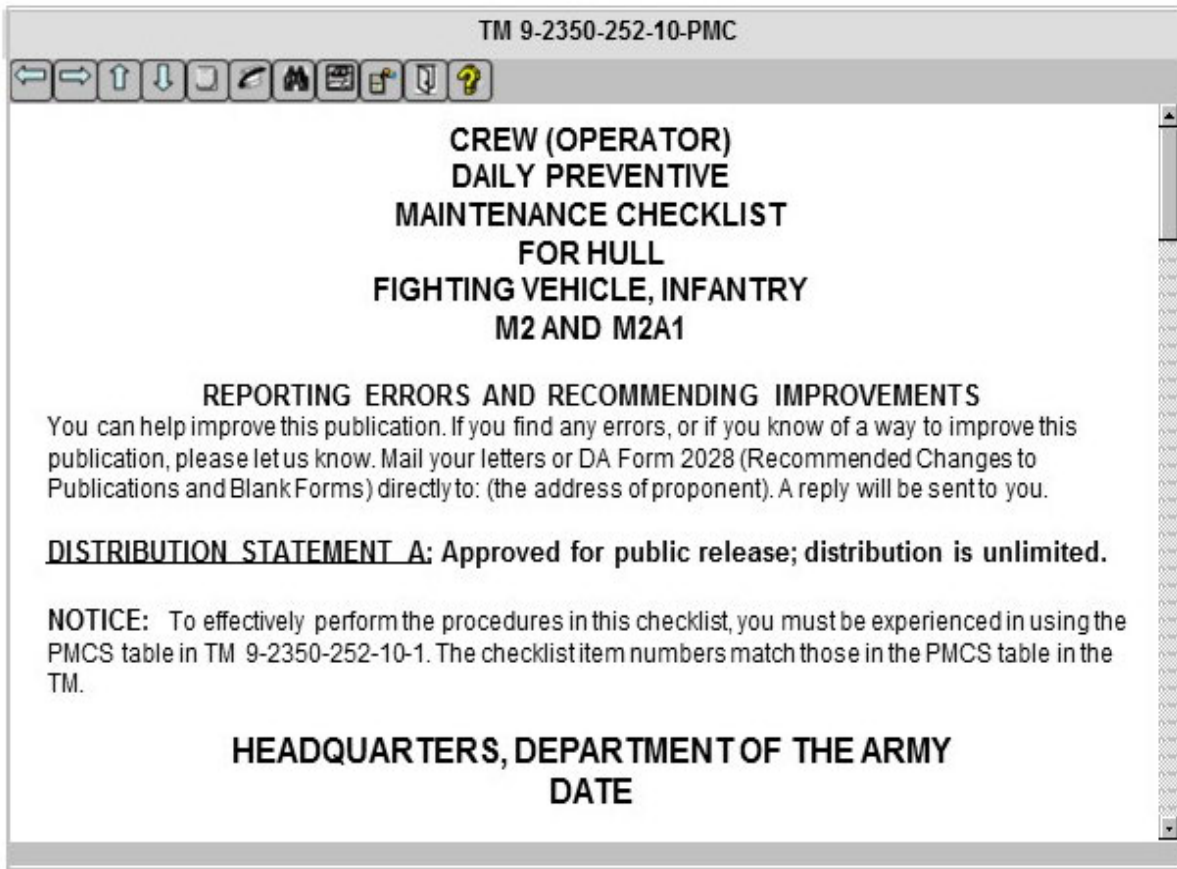 TM 9-2350-252-10-PMC
CREW (OPERATOR)
DAILY PREVENTIVE
MAINTENANCE CHECKLIST
FOR HULL
FIGHTING VEHICLE, INFANTRY
M2 AND M2A1
REPORTING ERRORS AND RECOMMENDING IMPROVEMENTS
You can help improve this publication. If you find any errors, or if you know of a way to improve this
publication, please let us know. Mail your letters or DA Form 2028 (Recommended Changes to
Publications and Blank Forms) directly to: (the address of proponent). A reply will be sent to you.
DISTRIBUTION STATEMENT A: Approved for public release; distribution is unlimited.
NOTICE: To effectively perform the procedures in this checklist, you must be experienced in using the
PMCS table in TM 9-2350-252-10-1. The checklist item numbers match those in the PMCS table in the
TM.
HEADQUARTERS, DEPARTMENT OF THE ARMY
DATE